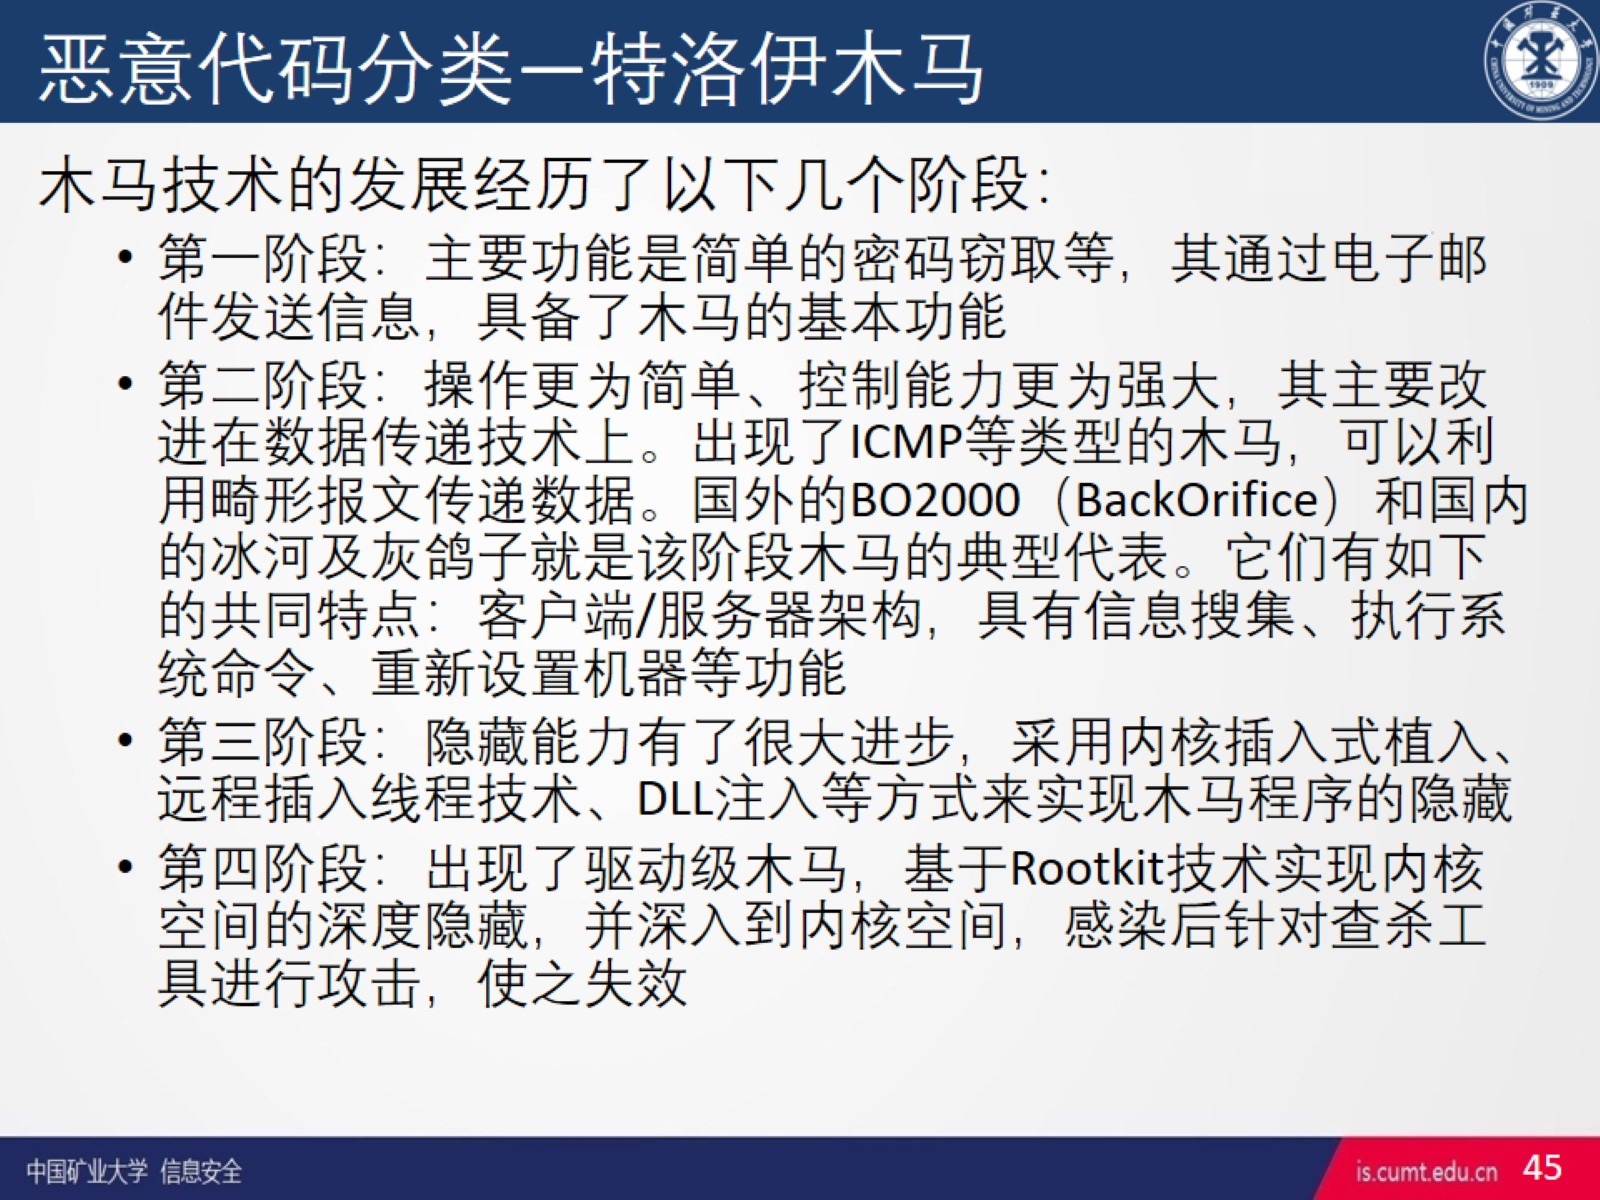 恶意代码分类—特洛伊木马
中国矿业大学
CHINA UNIVERSITY OF MINING AND TECHNOLOGY
1909
木马技术的发展经历了以下几个阶段：
• 第一阶段：主要功能是简单的密码窃取等，其通过电子邮
件发送信息，具备了木马的基本功能
• 第二阶段：操作更为简单、控制能力更为强大，其主要改
进在数据传递技术上。出现了ICMP等类型的木马，可以利
用畸形报文传递数据。国外的BO2000（BackOrifice）和国内
的冰河及灰鸽子就是该阶段木马的典型代表。它们有如下
的共同特点：客户端/服务器架构，具有信息搜集、执行系
统命令、重新设置机器等功能
• 第三阶段：隐藏能力有了很大进步，采用内核插入式植入、
远程插入线程技术、DLL注入等方式来实现木马程序的隐藏
• 第四阶段：出现了驱动级木马，基于Rootkit技术实现内核
空间的深度隐藏，并深入到内核空间，感染后针对查杀工
具进行攻击，使之失效
中国矿业大学 信息安全
is.cumt.edu.cn 45